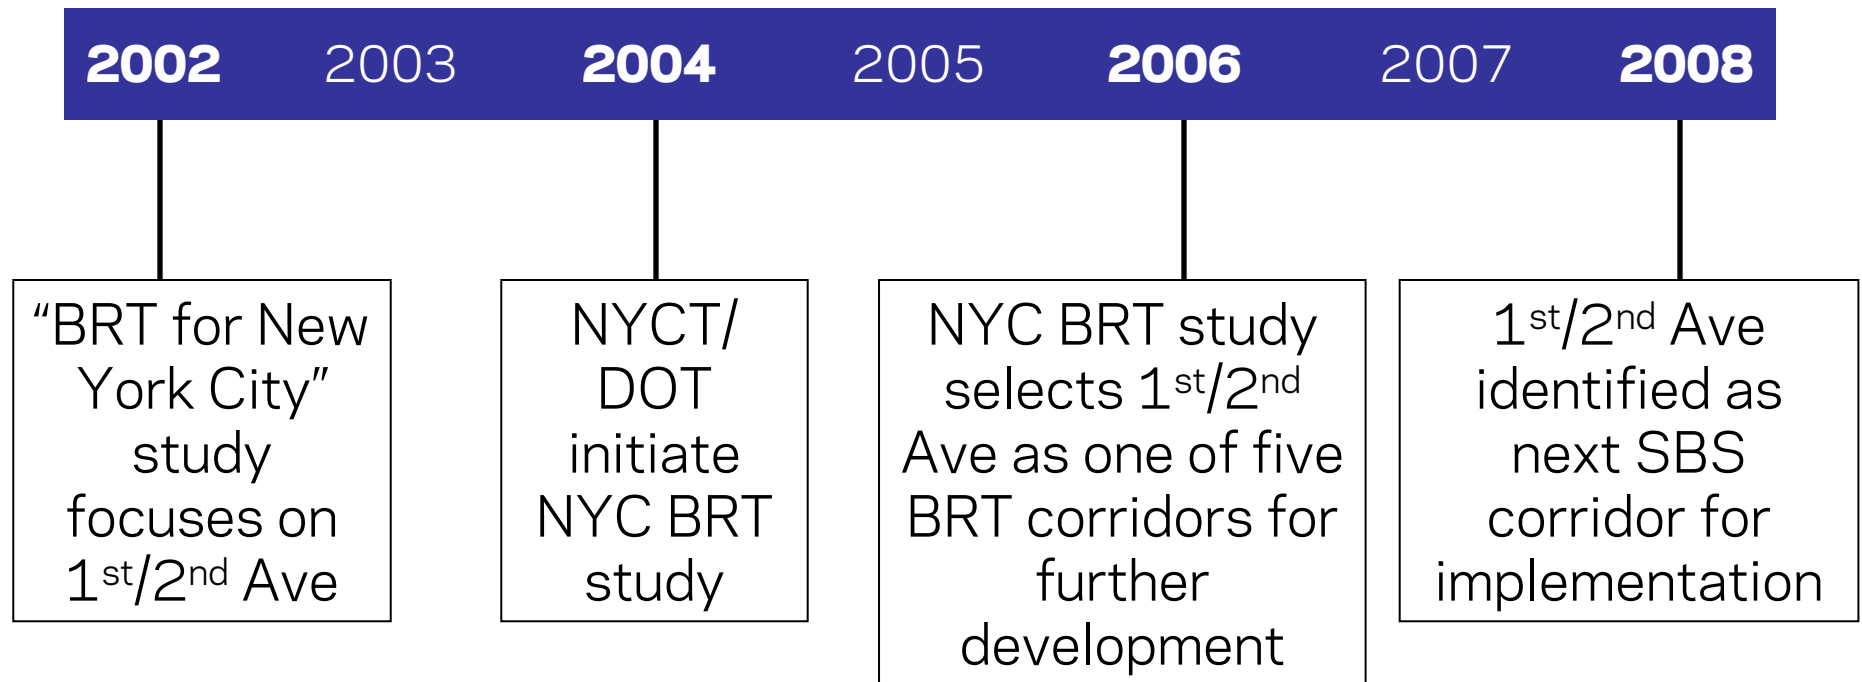 2002 2003 2004 2005 2006 2007 2008
“BRT for New
York City”
study
focuses on
1st/2nd Ave
NYCT/
DOT
initiate
NYC BRT
study
NYC BRT study
selects 1st/2nd
Ave as one of five
BRT corridors for
further
development
1st/2nd Ave
identified as
next SBS
corridor for
implementation